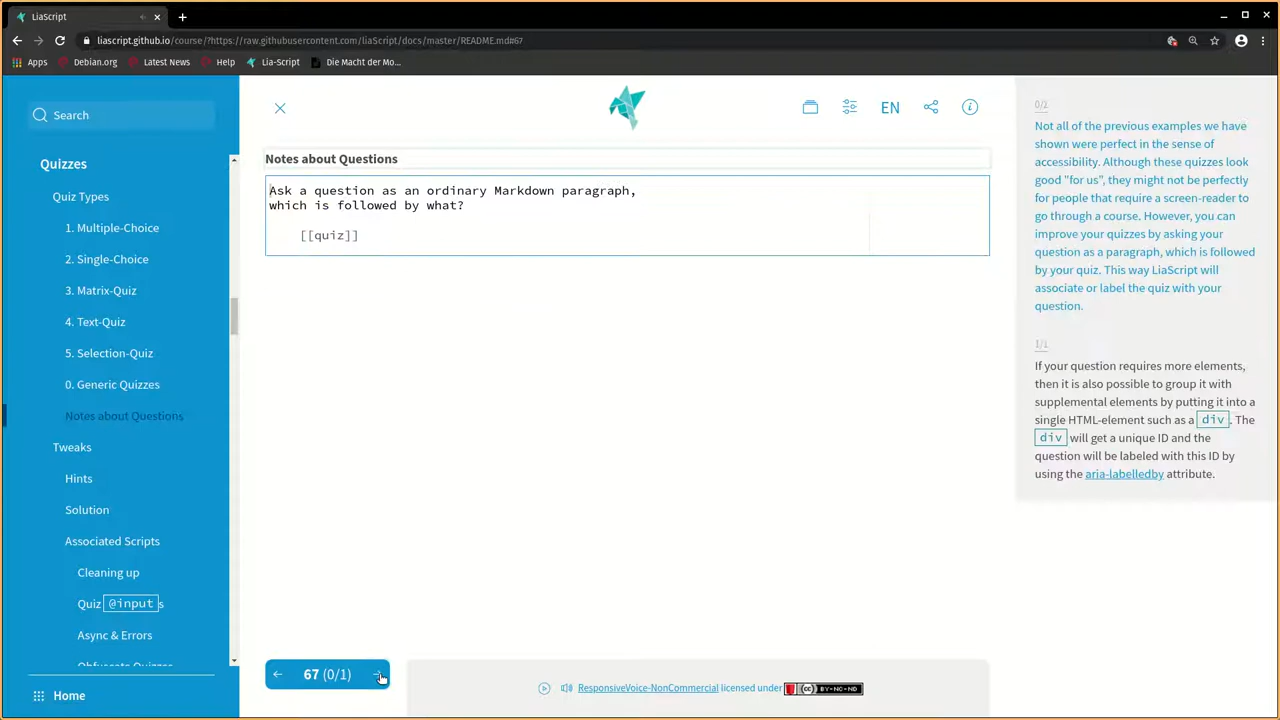 LiaScript
liascript.github.io/course/?https://raw.githubusercontent.com/liaScript/docs/master/README.md#67
Apps
Debian.org
Latest News
Help
Lia-Script
Die Macht der Mo...
Search
Quizzes
Quiz Types
1. Multiple-Choice
2. Single-Choice
3. Matrix-Quiz
4. Text-Quiz
5. Selection-Quiz
0. Generic Quizzes
Notes about Questions
Tweaks
Hints
Solution
Associated Scripts
Cleaning up
Quiz @input s
Async & Errors
Obfuscate Quizzes
Home
EN
Notes about Questions
Ask a question as an ordinary Markdown paragraph,
which is followed by what?
[[quiz]]
67 (0/1)
ResponsiveVoice-NonCommercial licensed under
CC BY-NC-ND
0/2
Not all of the previous examples we have
shown were perfect in the sense of
accessibility. Although these quizzes look
good "for us", they might not be perfectly
for people that require a screen-reader to
go through a course. However, you can
improve your quizzes by asking your
question as a paragraph, which is followed
by your quiz. This way LiaScript will
associate or label the quiz with your
question.
1/1
If your question requires more elements,
then it is also possible to group it with
supplemental elements by putting it into a
single HTML-element such as a div . The
div will get a unique ID and the
question will be labeled with this ID by
using the aria-labelledby attribute.